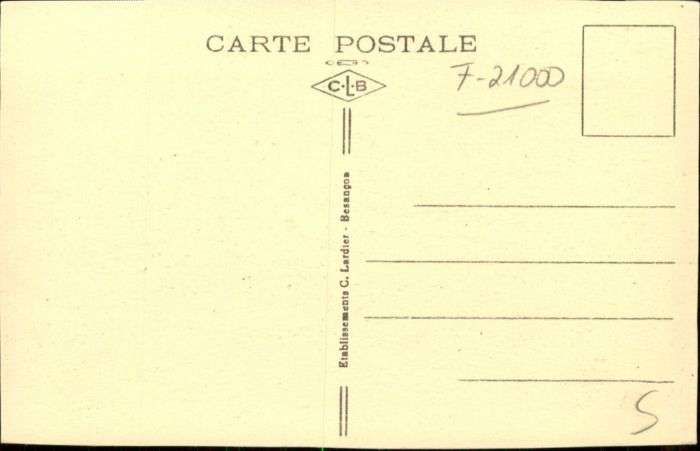 CARTE POSTALE
C·L·B
F-21000
Etablissements C. Lardier - Besançon
S